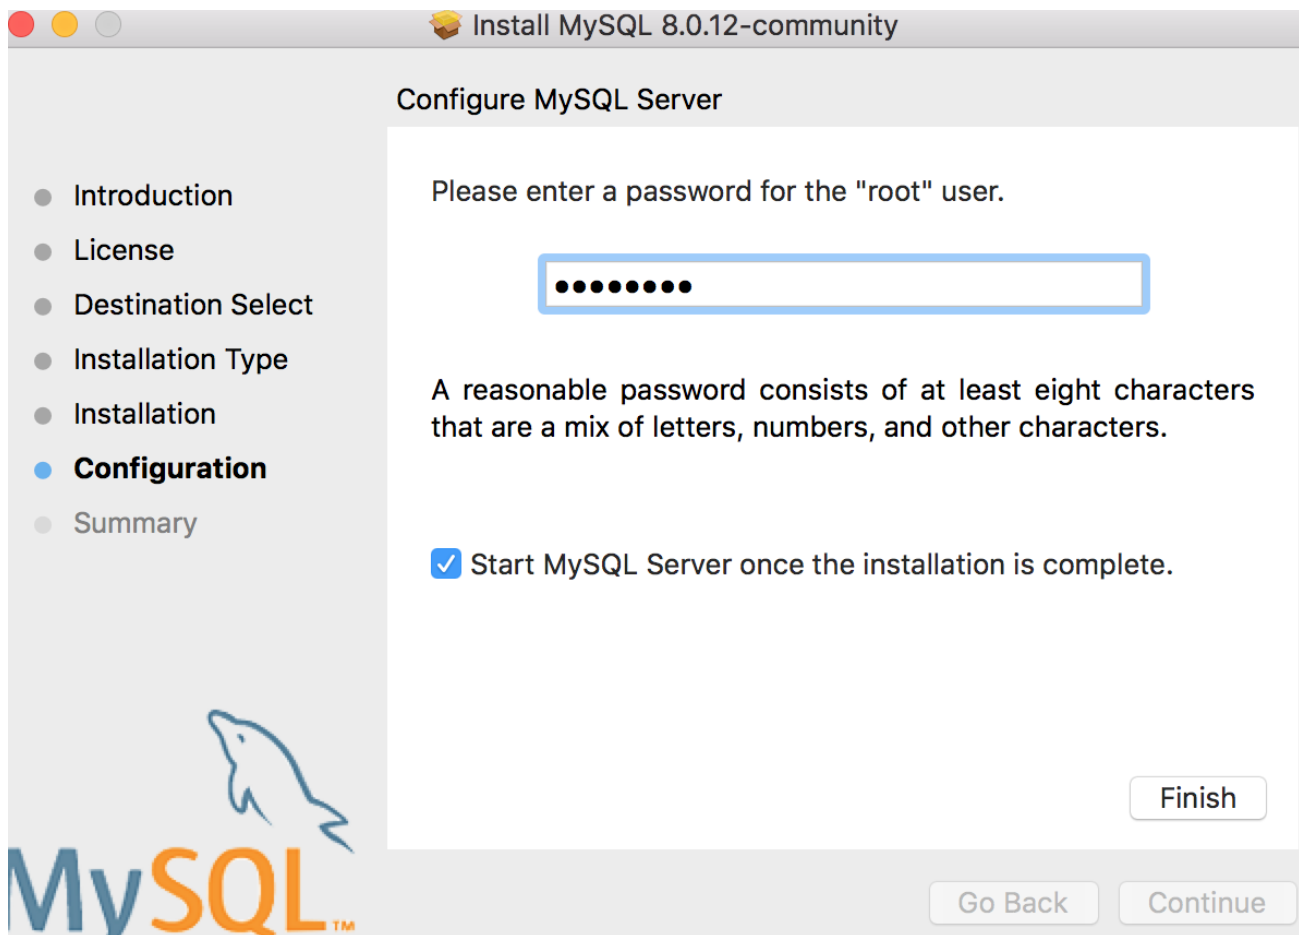 Install MySQL 8.0.12-community
Configure MySQL Server
Introduction
License
Destination Select
Installation Type
Installation
Configuration
Summary
Please enter a password for the "root" user.
••••••••
A reasonable password consists of at least eight characters
that are a mix of letters, numbers, and other characters.
Start MySQL Server once the installation is complete.
Finish
MySQL™
Go Back
Continue